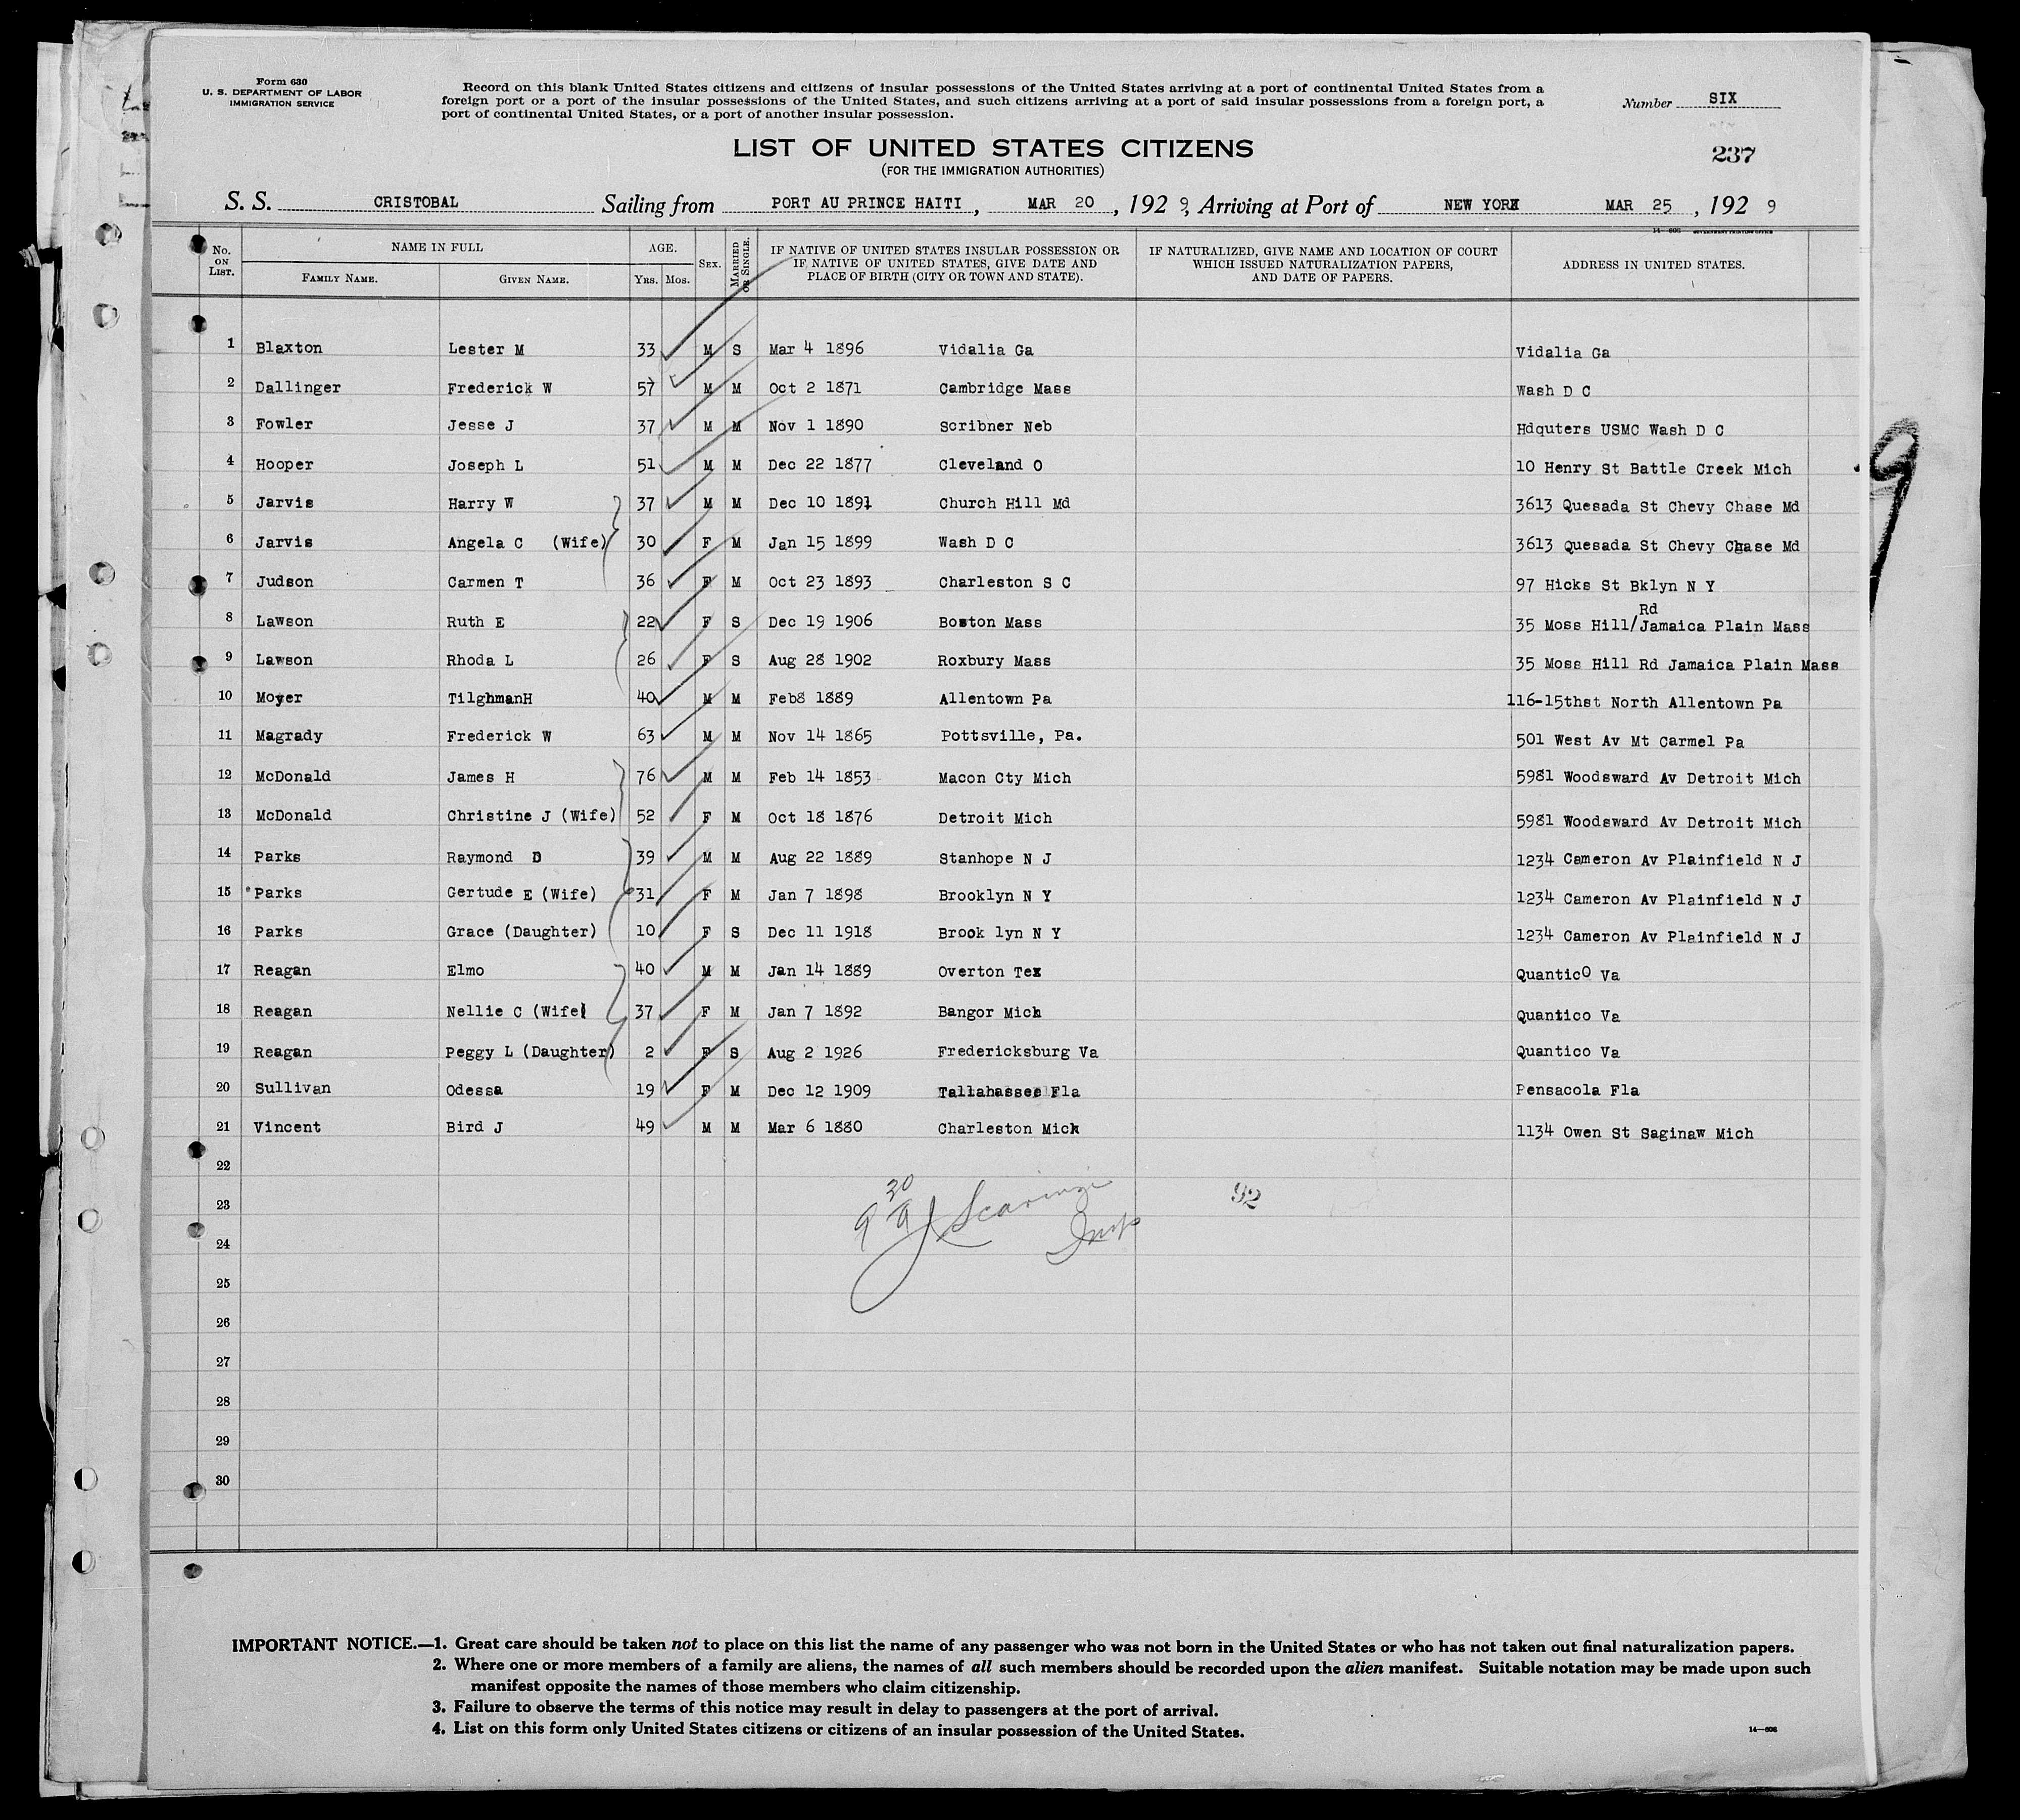 Form 630
U. S. DEPARTMENT OF LABOR
IMMIGRATION SERVICE
Record on this blank United States citizens and citizens of insular possessions of the United States arriving at a port of continental United States from a
foreign port or a port of the insular possessions of the United States, and such citizens arriving at a port of said insular possessions from a foreign port, a
port of continental United States, or a port of another insular possession.
Number SIX
LIST OF UNITED STATES CITIZENS
(FOR THE IMMIGRATION AUTHORITIES)
237
S. S. CRISTOBAL Sailing from PORT AU PRINCE HAITI, MAR 20, 1929, Arriving at Port of NEW YORK MAR 25, 1929
14-606 GOVERNMENT PRINTING OFFICE
No. ON LIST. NAME IN FULL FAMILY NAME. GIVEN NAME. AGE. YRS. MOS. SEX. MARRIED OR SINGLE. IF NATIVE OF UNITED STATES INSULAR POSSESSION OR IF NATIVE OF UNITED STATES, GIVE DATE AND PLACE OF BIRTH (CITY OR TOWN AND STATE). IF NATURALIZED, GIVE NAME AND LOCATION OF COURT WHICH ISSUED NATURALIZATION PAPERS, AND DATE OF PAPERS. ADDRESS IN UNITED STATES.
1 Blaxton Lester M 33 M S Mar 4 1896 Vidalia Ga Vidalia Ga
2 Dallinger Frederick W 57 M M Oct 2 1871 Cambridge Mass Wash D C
3 Fowler Jesse J 37 M M Nov 1 1890 Scribner Neb Hdquters USMC Wash D C
4 Hooper Joseph L 51 M M Dec 22 1877 Cleveland O 10 Henry St Battle Creek Mich
5 Jarvis Harry W 37 M M Dec 10 1891 Church Hill Md 3613 Quesada St Chevy Chase Md
6 Jarvis Angela C (Wife) 30 F M Jan 15 1899 Wash D C 3613 Quesada St Chevy Chase Md
7 Judson Carmen T 36 F M Oct 23 1893 Charleston S C 97 Hicks St Bklyn N Y
8 Lawson Ruth E 22 F S Dec 19 1906 Boston Mass 35 Moss Hill/Rd Jamaica Plain Mass
9 Lawson Rhoda L 26 F S Aug 28 1902 Roxbury Mass 35 Moss Hill Rd Jamaica Plain Mass
10 Moyer TilghmanH 40 M M Feb8 1889 Allentown Pa 116-15thst North Allentown Pa
11 Magrady Frederick W 63 M M Nov 14 1865 Pottsville, Pa. 501 West Av Mt Carmel Pa
12 McDonald James H 76 M M Feb 14 1853 Macon Cty Mich 5981 Woodsward Av Detroit Mich
13 McDonald Christine J (Wife) 52 F M Oct 18 1876 Detroit Mich 5981 Woodsward Av Detroit Mich
14 Parks Raymond D 39 M M Aug 22 1889 Stanhope N J 1234 Cameron Av Plainfield N J
15 Parks Gertude E (Wife) 31 F M Jan 7 1898 Brooklyn N Y 1234 Cameron Av Plainfield N J
16 Parks Grace (Daughter) 10 F S Dec 11 1918 Brook lyn N Y 1234 Cameron Av Plainfield N J
17 Reagan Elmo 40 M M Jan 14 1889 Overton Tex QuanticO Va
18 Reagan Nellie C (Wife) 37 F M Jan 7 1892 Bangor Mich Quantico Va
19 Reagan Peggy L (Daughter) 2 F S Aug 2 1926 Fredericksburg Va Quantico Va
20 Sullivan Odessa 19 F M Dec 12 1909 Tallahassee Fla Pensacola Fla
21 Vincent Bird J 49 M M Mar 6 1880 Charleston Mich 1134 Owen St Saginaw Mich
22
23 92
24
25
26
27
28
29
30
IMPORTANT NOTICE.—1. Great care should be taken not to place on this list the name of any passenger who was not born in the United States or who has not taken out final naturalization papers.
2. Where one or more members of a family are aliens, the names of all such members should be recorded upon the alien manifest. Suitable notation may be made upon such
manifest opposite the names of those members who claim citizenship.
3. Failure to observe the terms of this notice may result in delay to passengers at the port of arrival.
4. List on this form only United States citizens or citizens of an insular possession of the United States.
14—606